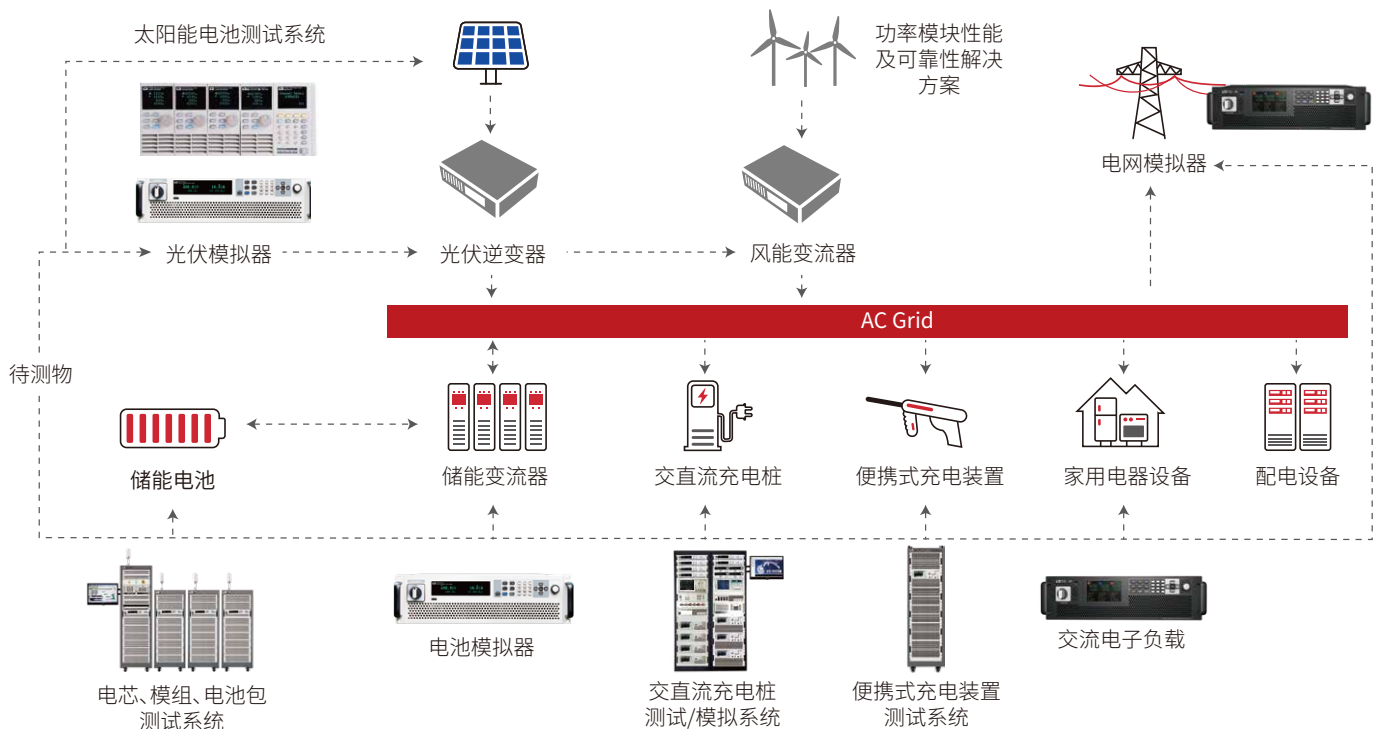 太阳能电池测试系统
功率模块性能
及可靠性解决
方案
电网模拟器
光伏模拟器
光伏逆变器
风能变流器
AC Grid
待测物
储能电池
储能变流器
交直流充电桩
便携式充电装置
家用电器设备
配电设备
电池模拟器
交流电子负载
电芯、模组、电池包
测试系统
交直流充电桩
测试/模拟系统
便携式充电装置
测试系统